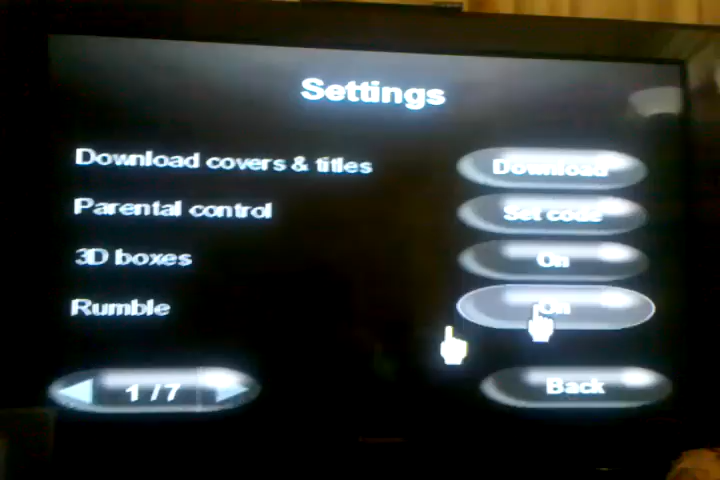 Settings
Download covers & titles Download
Parental control Set code
3D boxes On
Rumble On
1 / 7 Back